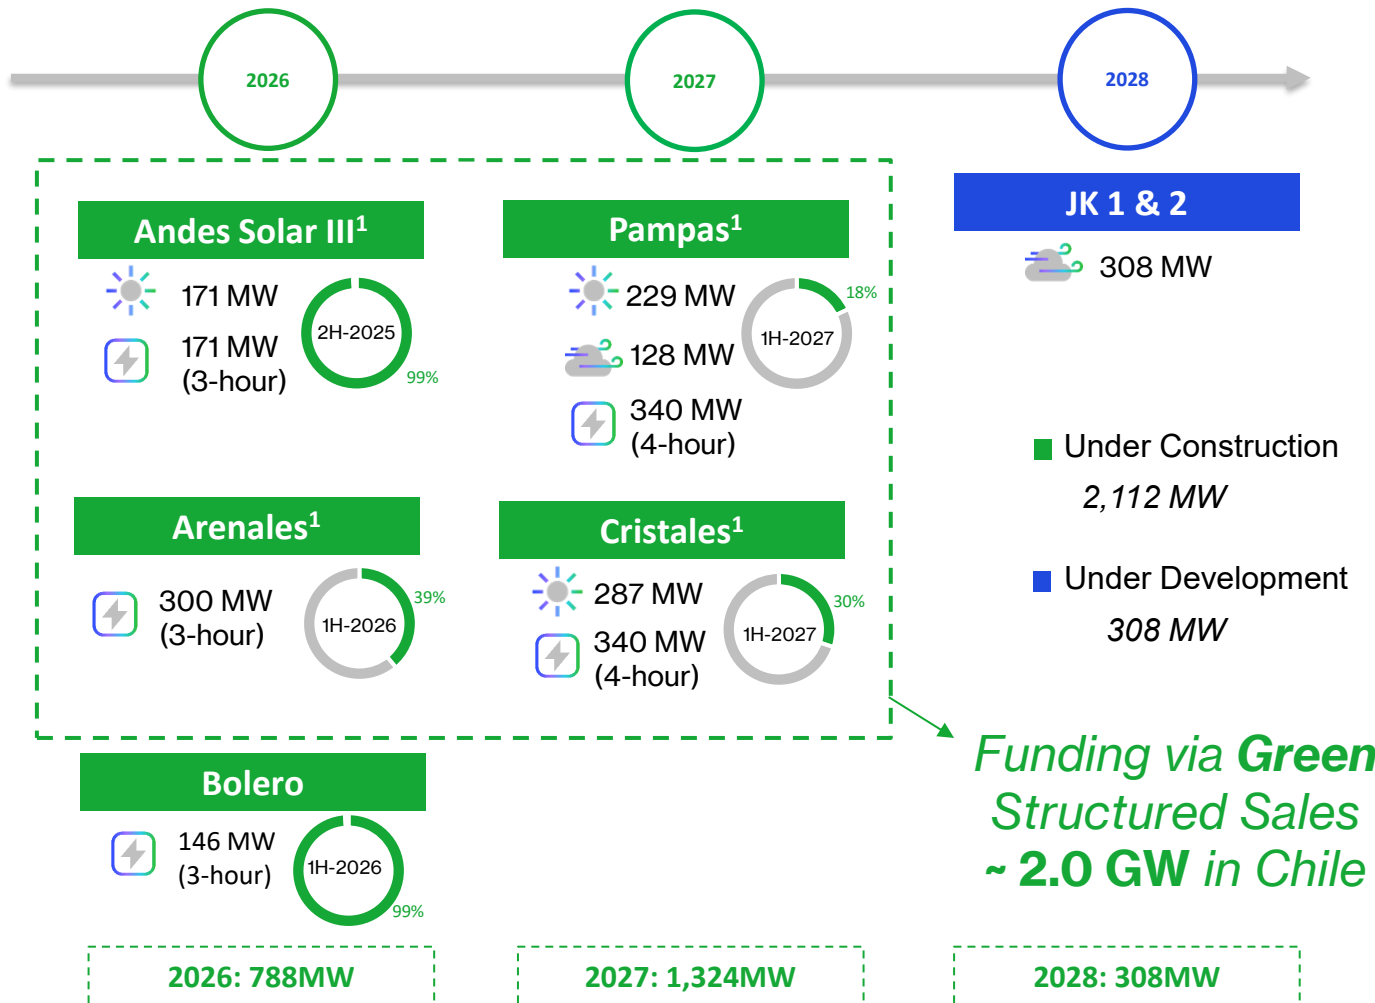 2026
2027
2028
Andes Solar III¹
171 MW
171 MW
(3-hour)
2H-2025
99%
Pampas¹
229 MW
128 MW
340 MW
(4-hour)
1H-2027
18%
JK 1 & 2
308 MW
Under Construction
2,112 MW
Under Development
308 MW
Arenales¹
300 MW
(3-hour)
1H-2026
39%
Cristales¹
287 MW
340 MW
(4-hour)
1H-2027
30%
Funding via Green
Structured Sales
~ 2.0 GW in Chile
Bolero
146 MW
(3-hour)
1H-2026
99%
2026: 788MW
2027: 1,324MW
2028: 308MW